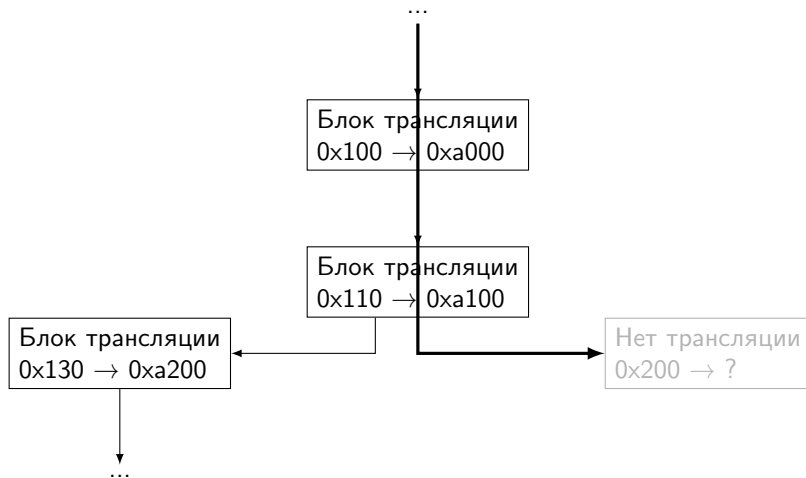 ...
Блок трансляции
0x100 → 0xa000
Блок трансляции
0x110 → 0xa100
Блок трансляции
0x130 → 0xa200
Нет трансляции
0x200 → ?
...